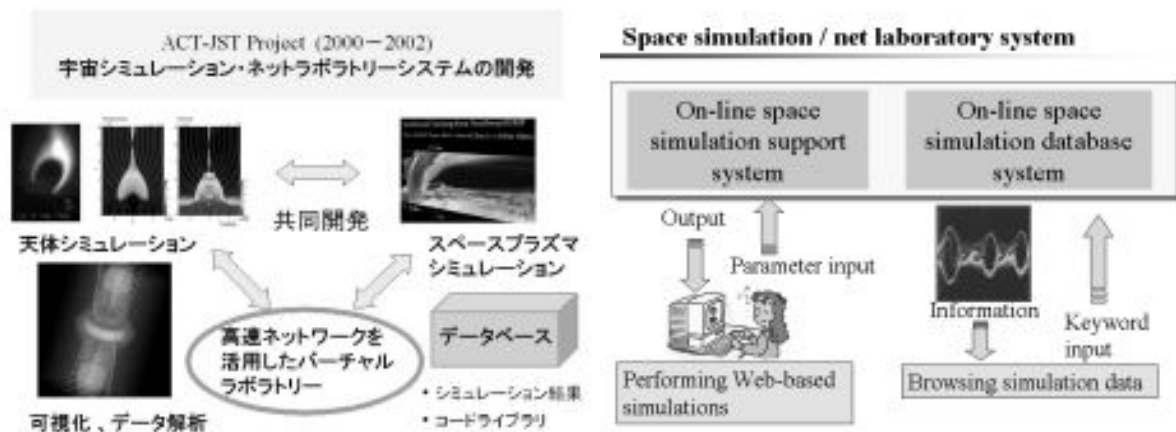 ACT-JST Project (2000－2002)
宇宙シミュレーション・ネットラボラトリーシステムの開発
共同開発
天体シミュレーション
スペースプラズマ
シミュレーション
高速ネットワークを
活用したバーチャル
ラボラトリー
データベース
・シミュレーション結果
・コードライブラリ
可視化 、データ解析
Space simulation / net laboratory system
On-line space
simulation support
system
On-line space
simulation database
system
Output
Parameter input
Information
Keyword
input
Performing Web-based
simulations
Browsing simulation data